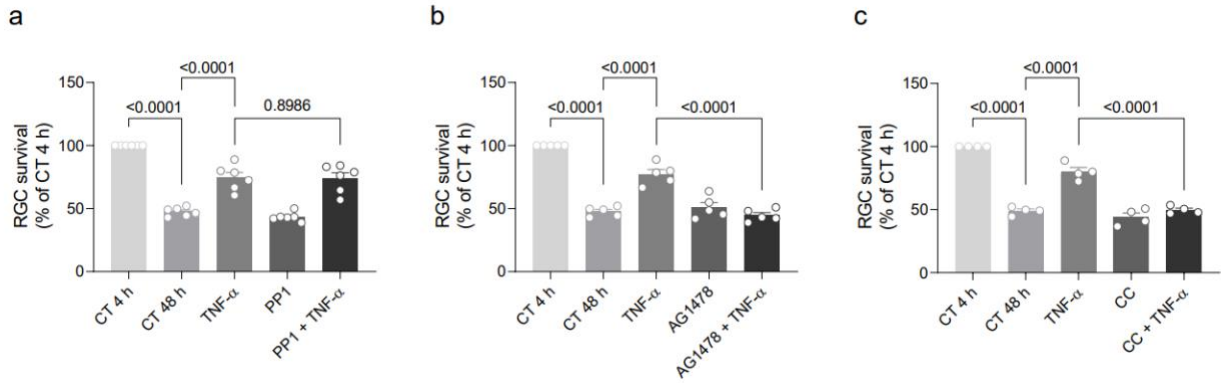 a
RGC survival
(% of CT 4 h)
150
100
50
0
<0.0001
<0.0001
0.8986
CT 4 h
CT 48 h
TNF-α
PP1
PP1 + TNF-α
b
RGC survival
(% of CT 4 h)
150
100
50
0
<0.0001
<0.0001
<0.0001
CT 4 h
CT 48 h
TNF-α
AG1478
AG1478 + TNF-α
c
RGC survival
(% of CT 4 h)
150
100
50
0
<0.0001
<0.0001
<0.0001
CT 4 h
CT 48 h
TNF-α
CC
CC + TNF-α